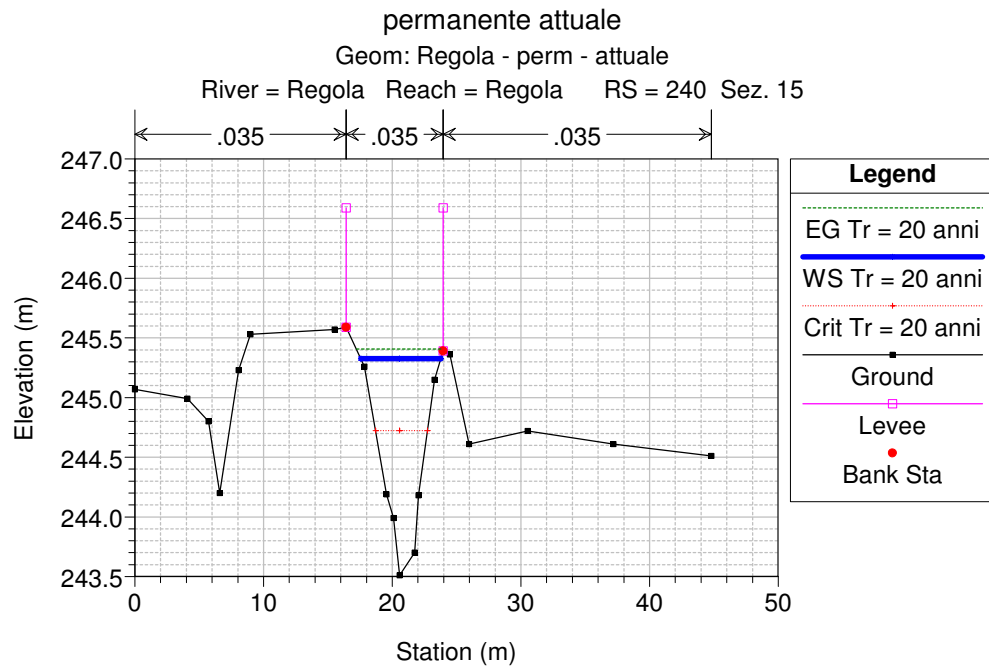 permanente attuale
Geom: Regola - perm - attuale
River = Regola Reach = Regola RS = 240 Sez. 15
.035 .035 .035
247.0
246.5
246.0
245.5
245.0
244.5
244.0
243.5
Elevation (m)
0 10 20 30 40 50
Station (m)
Legend
EG Tr = 20 anni
WS Tr = 20 anni
Crit Tr = 20 anni
Ground
Levee
Bank Sta